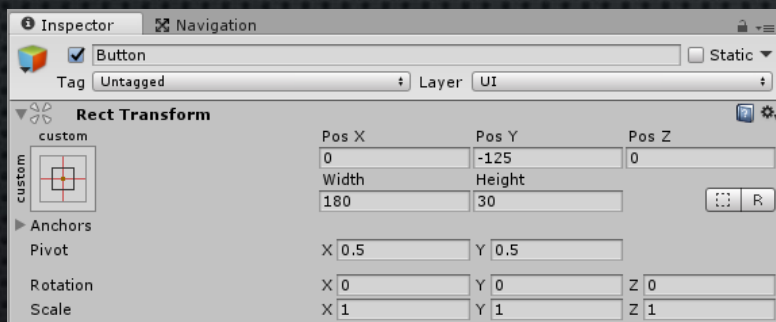 Inspector Navigation
Button Static
Tag Untagged Layer UI
Rect Transform
custom Pos X Pos Y Pos Z
custom
0 -125 0
Width Height
180 30 R
Anchors
Pivot X 0.5 Y 0.5
Rotation X 0 Y 0 Z 0
Scale X 1 Y 1 Z 1